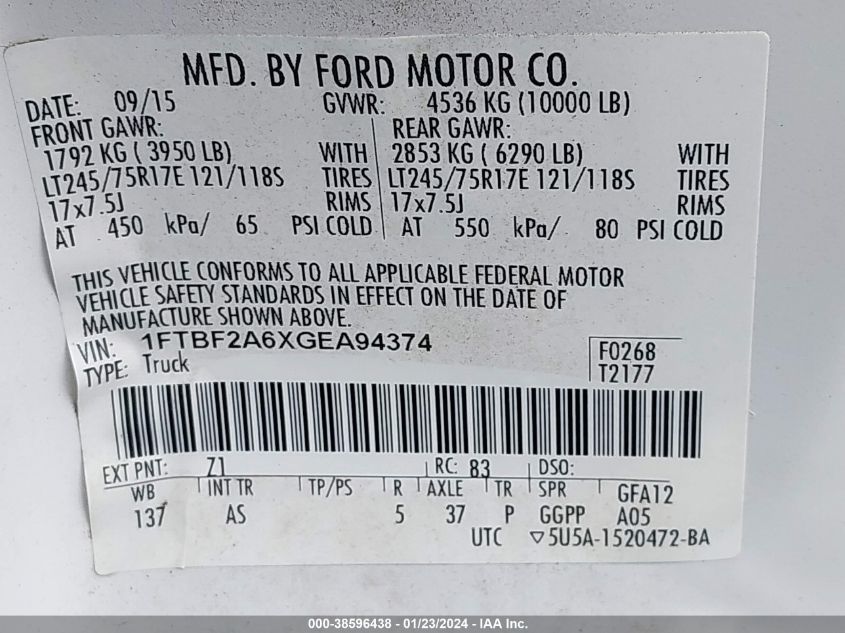 MFD. BY FORD MOTOR CO.
DATE: 09/15 GVWR: 4536 KG (10000 LB)
FRONT GAWR: REAR GAWR:
1792 KG ( 3950 LB) WITH 2853 KG ( 6290 LB) WITH
LT245/75R17E 121/118S TIRES LT245/75R17E 121/118S TIRES
17x7.5J RIMS 17x7.5J RIMS
AT 450 kPa/ 65 PSI COLD AT 550 kPa/ 80 PSI COLD
THIS VEHICLE CONFORMS TO ALL APPLICABLE FEDERAL MOTOR
VEHICLE SAFETY STANDARDS IN EFFECT ON THE DATE OF
MANUFACTURE SHOWN ABOVE.
VIN: 1FTBF2A6XGEA94374 F0268
TYPE: Truck T2177
EXT PNT: Z1 RC: 83 DSO:
WB INT TR TP/PS R AXLE TR SPR GFA12
137 AS 5 37 P GGPP A05
UTC ▽5U5A-1520472-BA
000-38596438 - 01/23/2024 - IAA Inc.